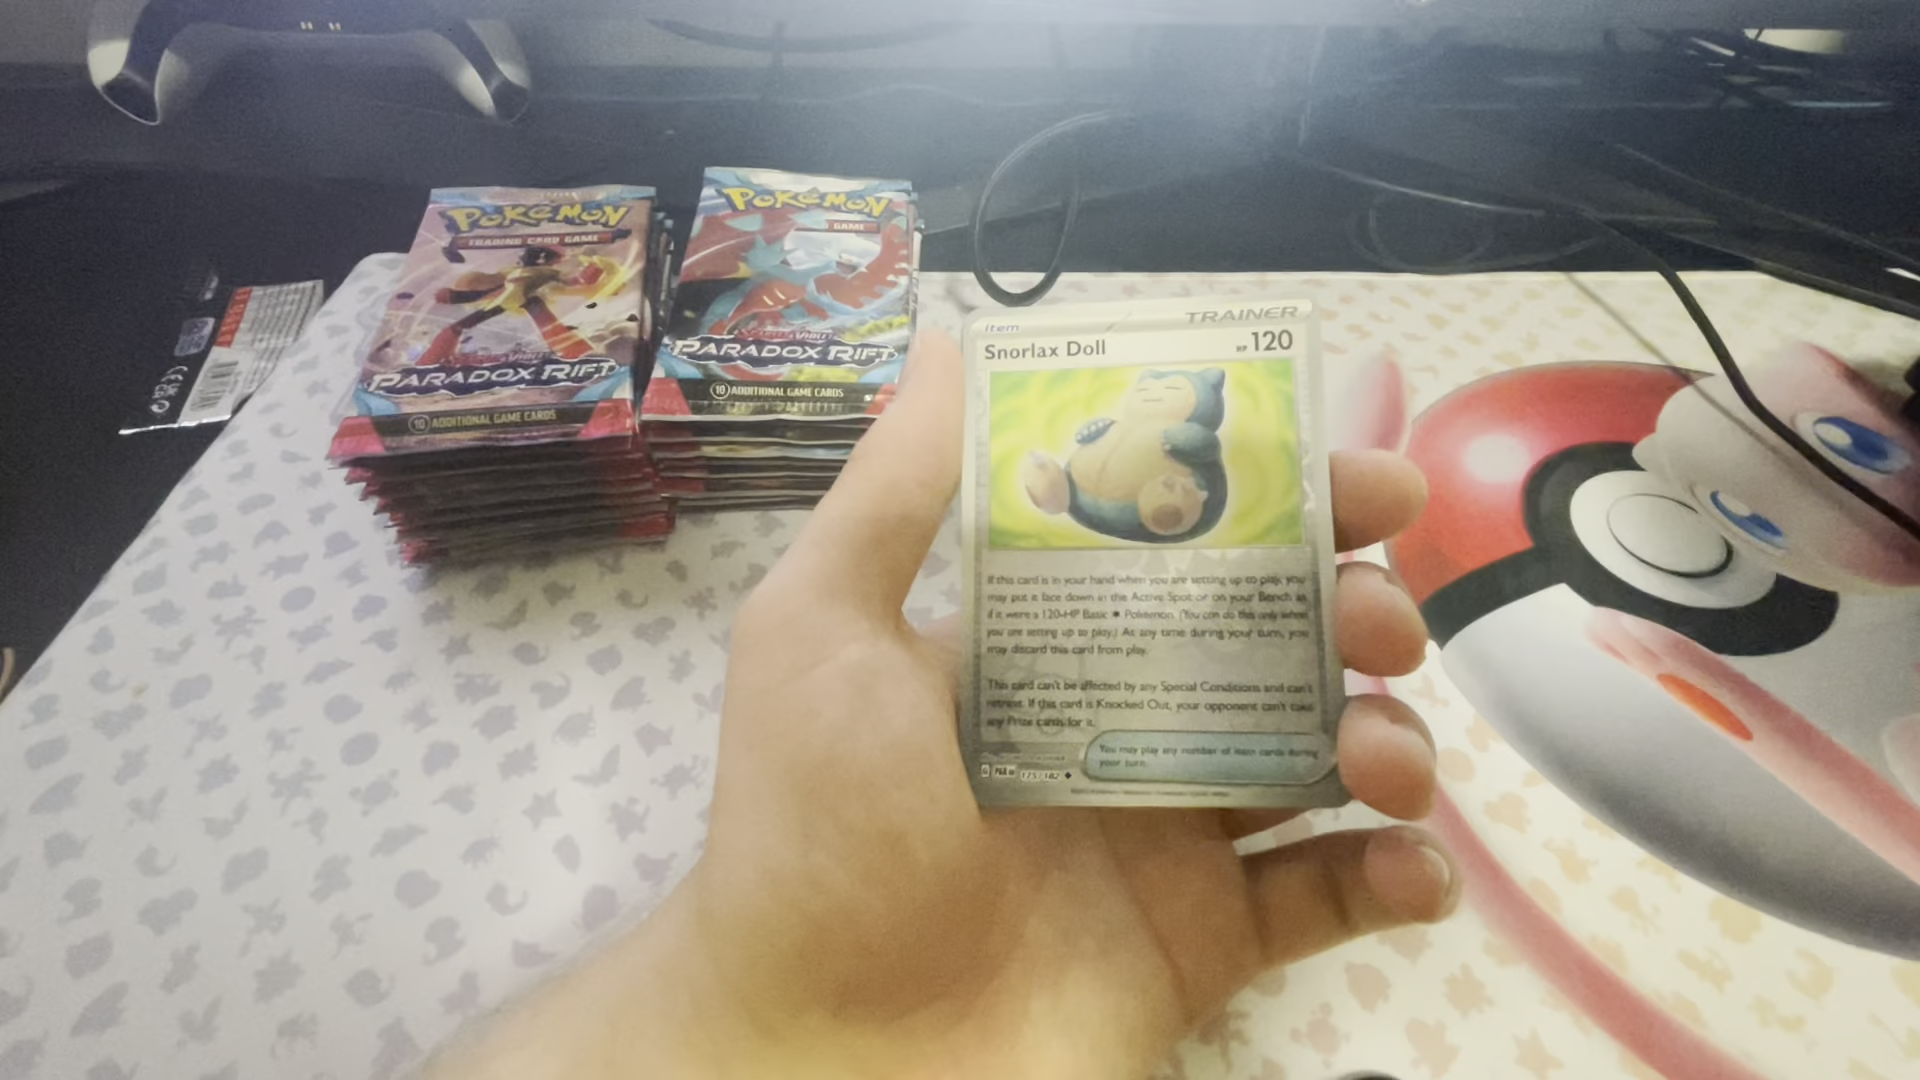 POKéMON
TRADING CARD GAME
PARADOX RIFT
10 ADDITIONAL GAME CARDS
POKéMON
GAME
PARADOX RIFT
10 ADDITIONAL GAME CARDS
Item
TRAINER
Snorlax Doll
HP 120
If this card is in your hand when you are setting up to play, you
may put it face down in the Active Spot or on your Bench as
if it were a 120-HP Basic Pokémon. (You can do this only when
you are setting up to play.) At any time during your turn, you
may discard this card from play.
This card can't be affected by any Special Conditions and can't
retreat. If this card is Knocked Out, your opponent can't take
any Prize cards for it.
You may play any number of Item cards during
your turn.
PAR EN 175/182